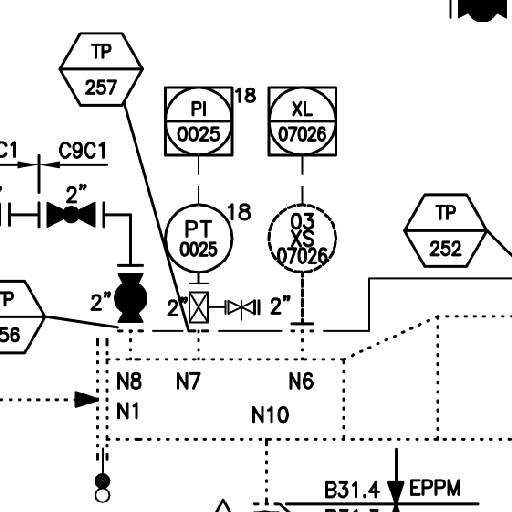 TP
257
PI
0025
18
XL
07026
C1
C9C1
2"
PT
0025
18
03
XS
07026
TP
252
TP
56
2"
2"
2"
N8
N7
N6
N1
N10
B31.4
EPPM